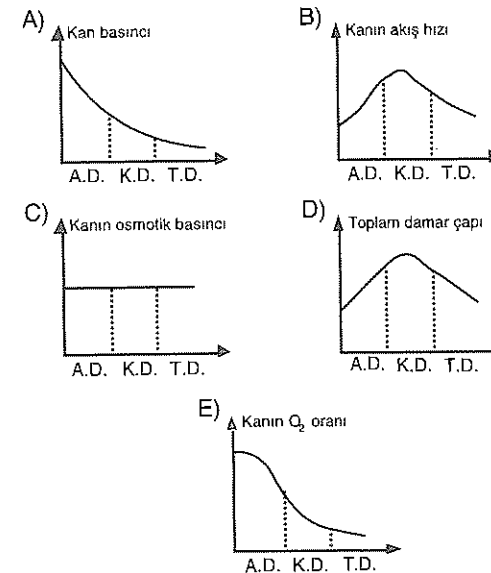 A) Kan basıncı
A.D. K.D. T.D.
B) Kanın akış hızı
A.D. K.D. T.D.
C) Kanın osmotik basıncı
A.D. K.D. T.D.
D) Toplam damar çapı
A.D. K.D. T.D.
E) Kanın O₂ oranı
A.D. K.D. T.D.